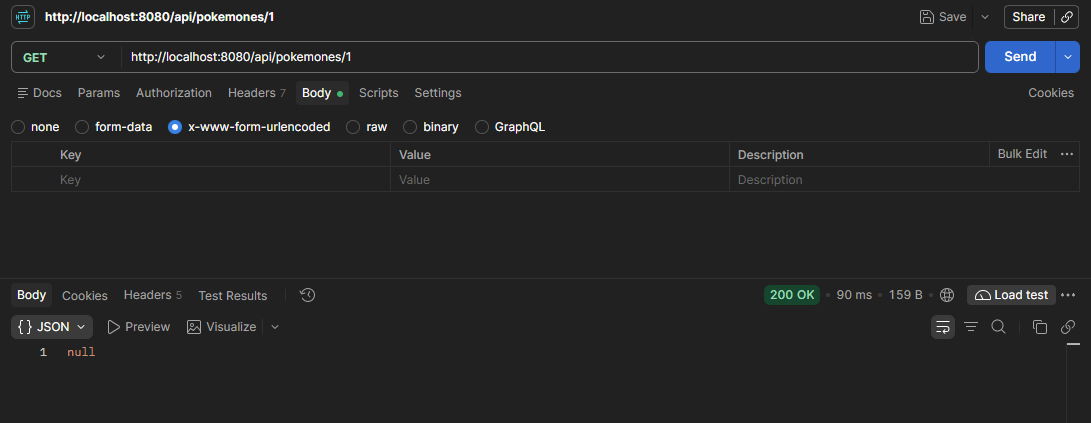 HTTP http://localhost:8080/api/pokemones/1 Save Share
GET http://localhost:8080/api/pokemones/1 Send
Docs Params Authorization Headers 7 Body Scripts Settings Cookies
none form-data x-www-form-urlencoded raw binary GraphQL
Key Value Description Bulk Edit
Key Value Description
Body Cookies Headers 5 Test Results 200 OK 90 ms 159 B Load test
{} JSON Preview Visualize
1 null